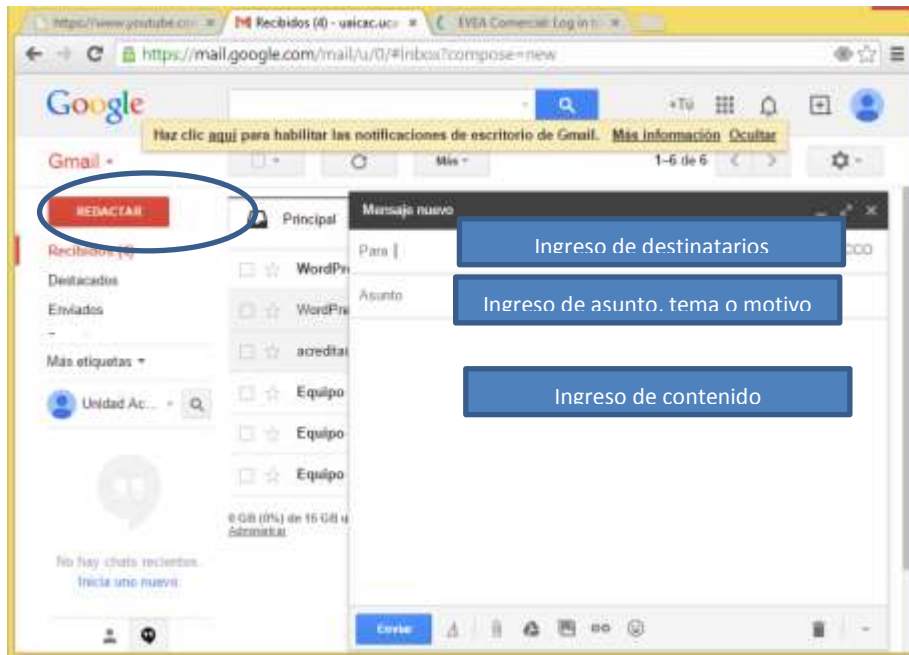 https://www.youtube.com
Recibidos (4) - uaicac.uc
EVEA Comercial: Log in
https://mail.google.com/mail/u/0/#inbox?compose=new
Google
+Tú
Haz clic aquí para habilitar las notificaciones de escritorio de Gmail. Más información Ocultar
Gmail
Más
1-6 de 6
REDACTAR
Recibidos (4)
Destacados
Enviados
Más etiquetas
Unidad Ac...
No hay chats recientes.
Inicia uno nuevo
Principal
WordPre
WordPre
acredita
Equipo
Equipo
Equipo
0 GB (0%) de 15 GB
Administrar
Mensaje nuevo
Para
Ingreso de destinatarios
CCO
Asunto
Ingreso de asunto, tema o motivo
Ingreso de contenido
Enviar